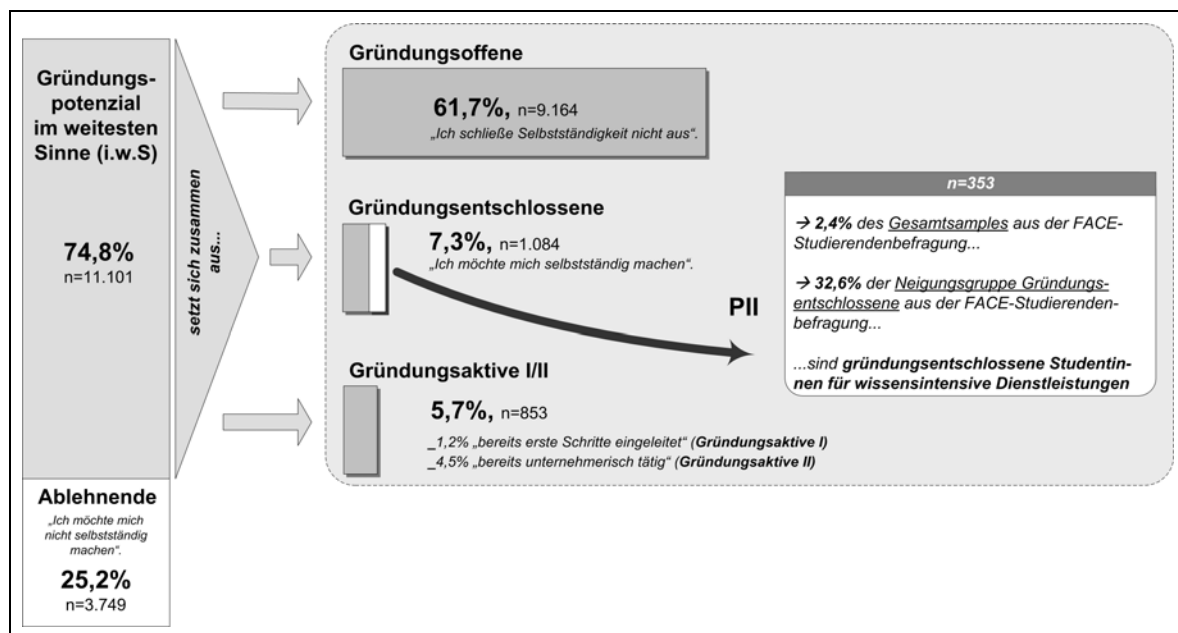 Gründungs-
potenzial
im weitesten
Sinne (i.w.S)
74,8%
n=11.101
Ablehnende
„Ich möchte mich
nicht selbstständig
machen“.
25,2%
n=3.749
setzt sich zusammen
aus...
Gründungsoffene
61,7%, n=9.164
„Ich schließe Selbstständigkeit nicht aus“.
Gründungsentschlossene
7,3%, n=1.084
„Ich möchte mich selbstständig machen“.
PII
Gründungsaktive I/II
5,7%, n=853
_1,2% „bereits erste Schritte eingeleitet“ (Gründungsaktive I)
_4,5% „bereits unternehmerisch tätig“ (Gründungsaktive II)
n=353
→ 2,4% des Gesamtsamples aus der FACE-
Studierendenbefragung...
→ 32,6% der Neigungsgruppe Gründungs-
entschlossene aus der FACE-Studierenden-
befragung...
...sind gründungsentschlossene Studentin-
nen für wissensintensive Dienstleistungen